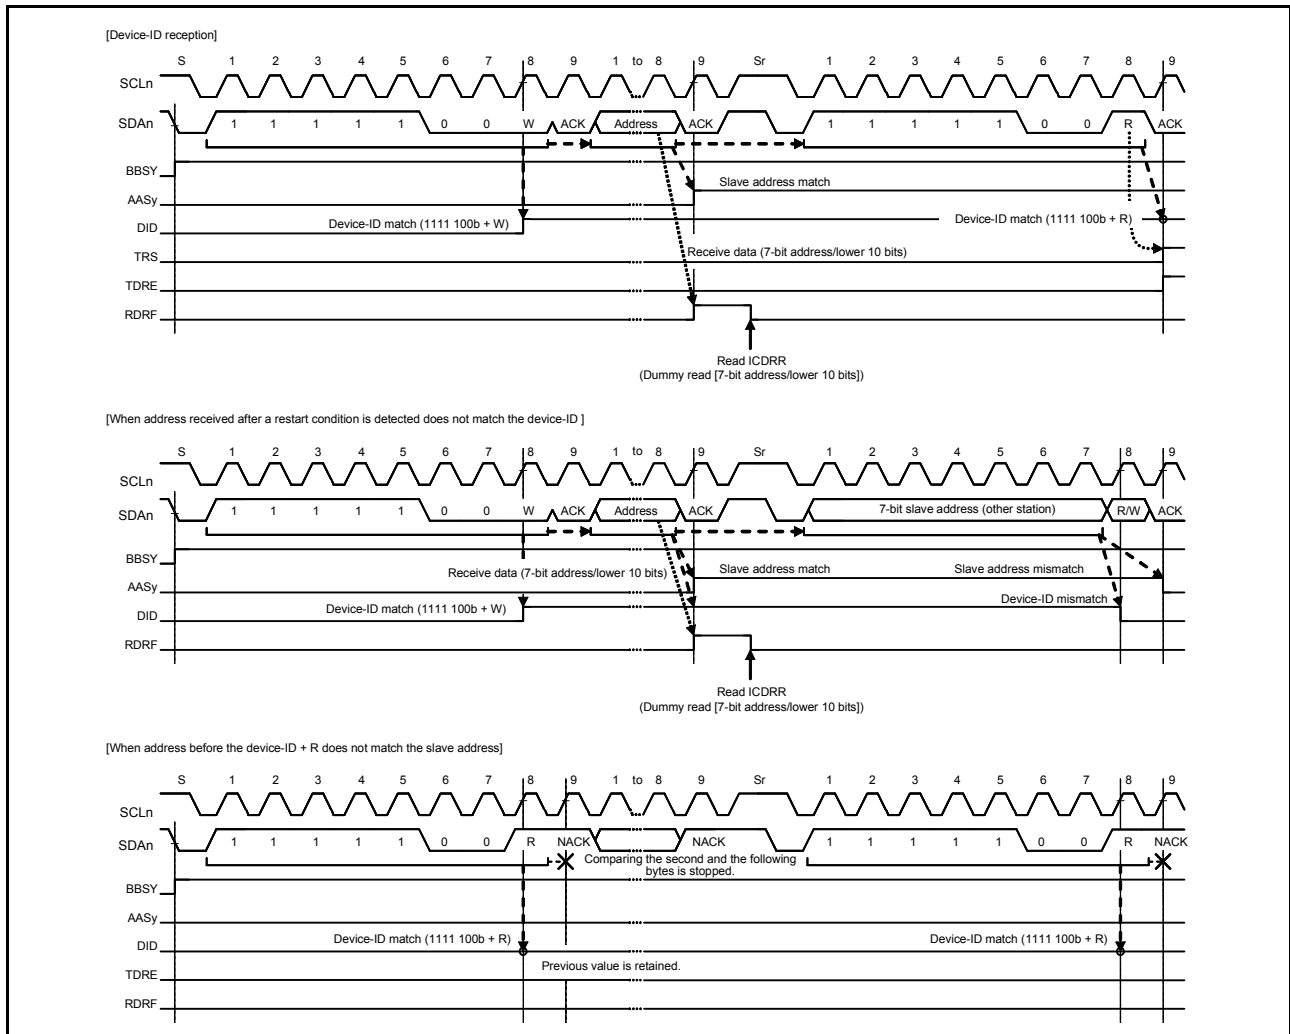 [Device-ID reception]
S 1 2 3 4 5 6 7 8 9 1 to 8 9 Sr 1 2 3 4 5 6 7 8 9
SCLn
SDAn 1 1 1 1 1 0 0 W ACK Address ACK 1 1 1 1 1 0 0 R ACK
BBSY
Slave address match
AASy
Device-ID match (1111 100b + W) Device-ID match (1111 100b + R)
DID
Receive data (7-bit address/lower 10 bits)
TRS
TDRE
RDRF
Read ICDRR
(Dummy read [7-bit address/lower 10 bits])
[When address received after a restart condition is detected does not match the device-ID ]
S 1 2 3 4 5 6 7 8 9 1 to 8 9 Sr 1 2 3 4 5 6 7 8 9
SCLn
SDAn 1 1 1 1 1 0 0 W ACK Address ACK 7-bit slave address (other station) R/W ACK
BBSY
Receive data (7-bit address/lower 10 bits) Slave address match Slave address mismatch
AASy
Device-ID match (1111 100b + W) Device-ID mismatch
DID
RDRF
Read ICDRR
(Dummy read [7-bit address/lower 10 bits])
[When address before the device-ID + R does not match the slave address]
S 1 2 3 4 5 6 7 8 9 1 to 8 9 Sr 1 2 3 4 5 6 7 8 9
SCLn
SDAn 1 1 1 1 1 0 0 R NACK NACK 1 1 1 1 1 0 0 R NACK
Comparing the second and the following
bytes is stopped.
BBSY
AASy
Device-ID match (1111 100b + R) Device-ID match (1111 100b + R)
DID
Previous value is retained.
TDRE
RDRF